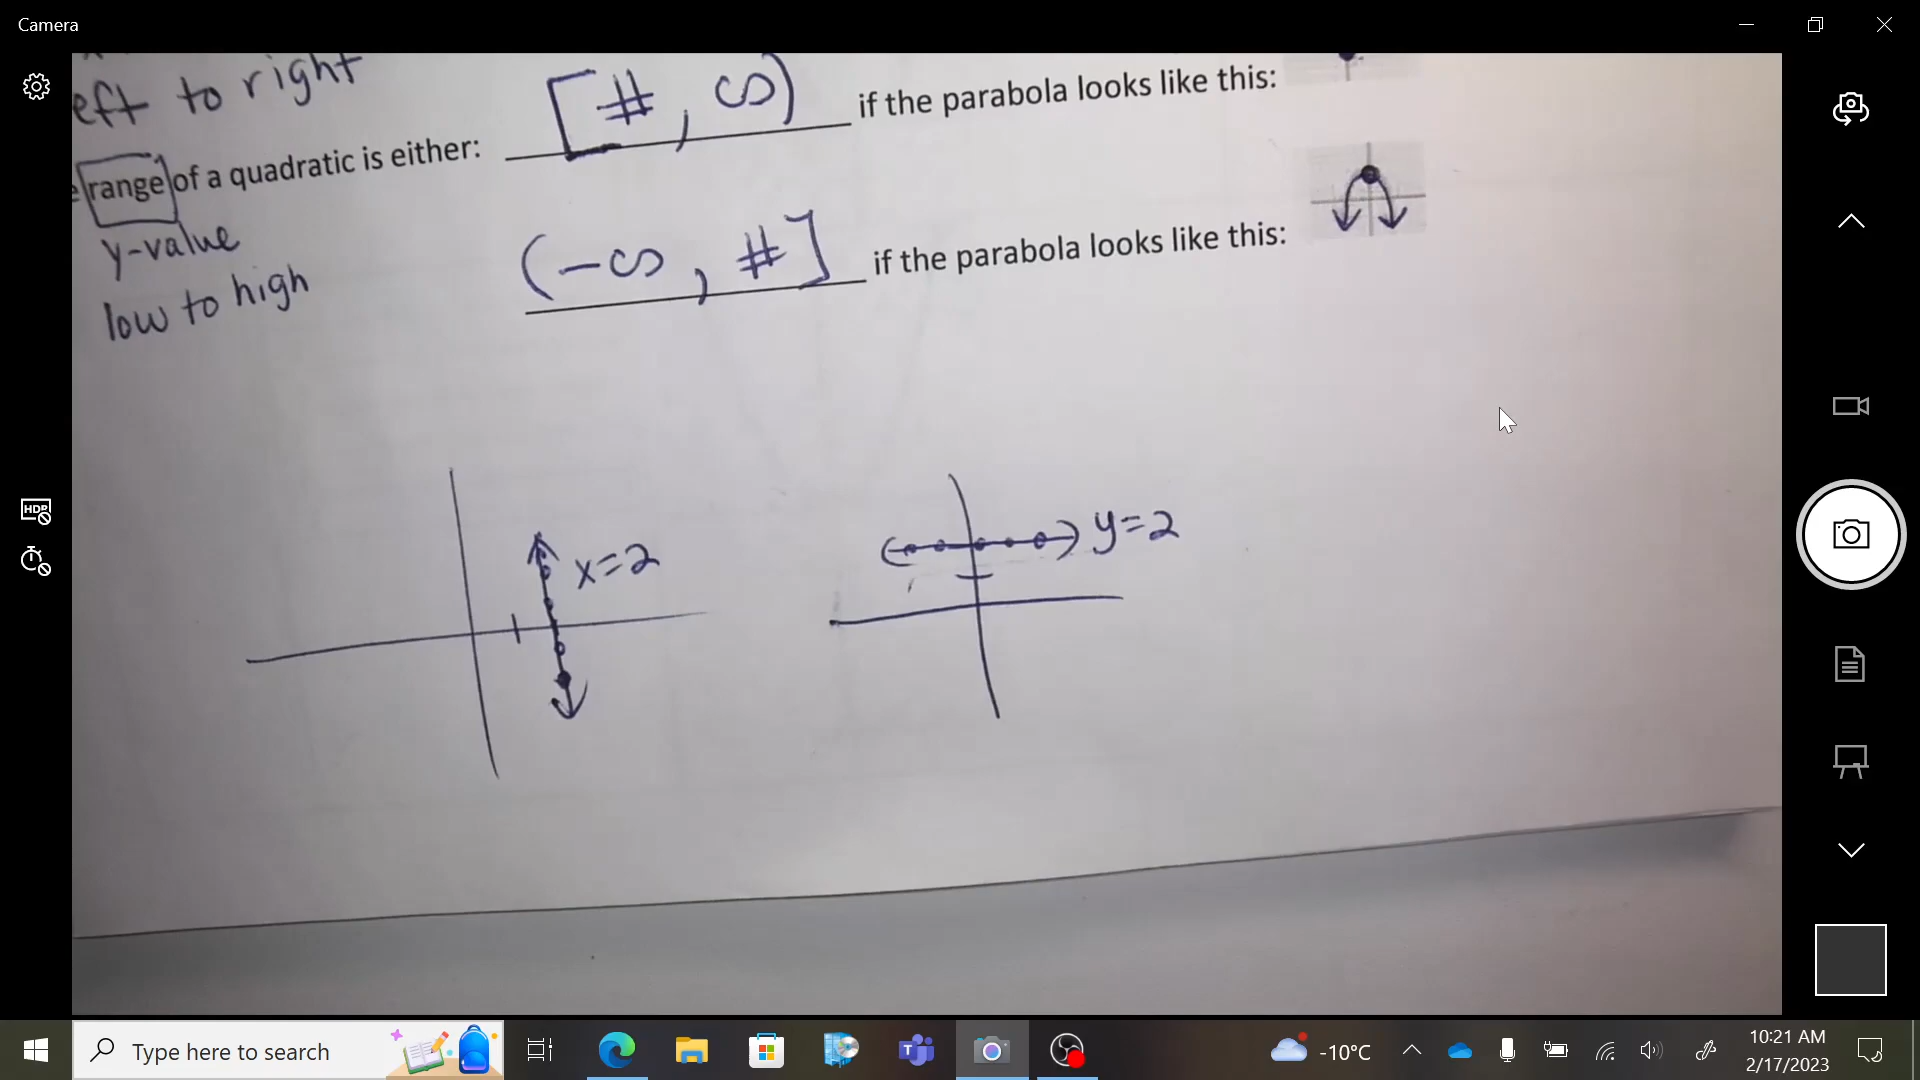 Camera
eft to right
[#, ∞) if the parabola looks like this:
e range of a quadratic is either:
y-value
low to high
(-∞, #] if the parabola looks like this:
x=2
y=2
HDR
Type here to search
-10°C
10:21 AM
2/17/2023